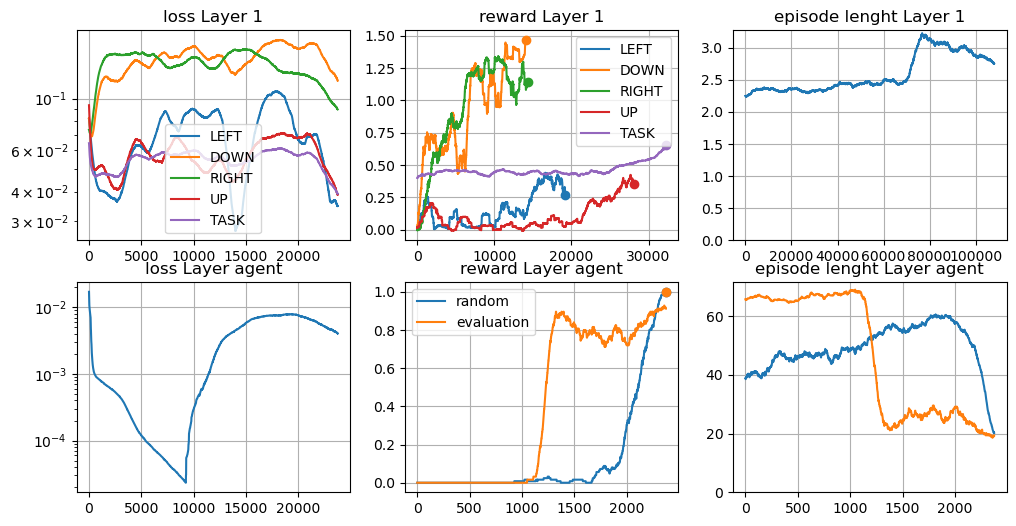 loss Layer 1
reward Layer 1
episode lenght Layer 1
10⁻¹
6 × 10⁻²
4 × 10⁻²
3 × 10⁻²
LEFT
DOWN
RIGHT
UP
TASK
0 5000 10000 15000 20000
1.50
1.25
1.00
0.75
0.50
0.25
0.00
LEFT
DOWN
RIGHT
UP
TASK
0 10000 20000 30000
3.0
2.5
2.0
1.5
1.0
0.5
0.0
0 20000 40000 60000 80000 100000
loss Layer agent
reward Layer agent
episode lenght Layer agent
10⁻²
10⁻³
10⁻⁴
0 5000 10000 15000 20000
1.0
0.8
0.6
0.4
0.2
0.0
random
evaluation
0 1000 2000
60
40
20
0
0 500 1000 1500 2000